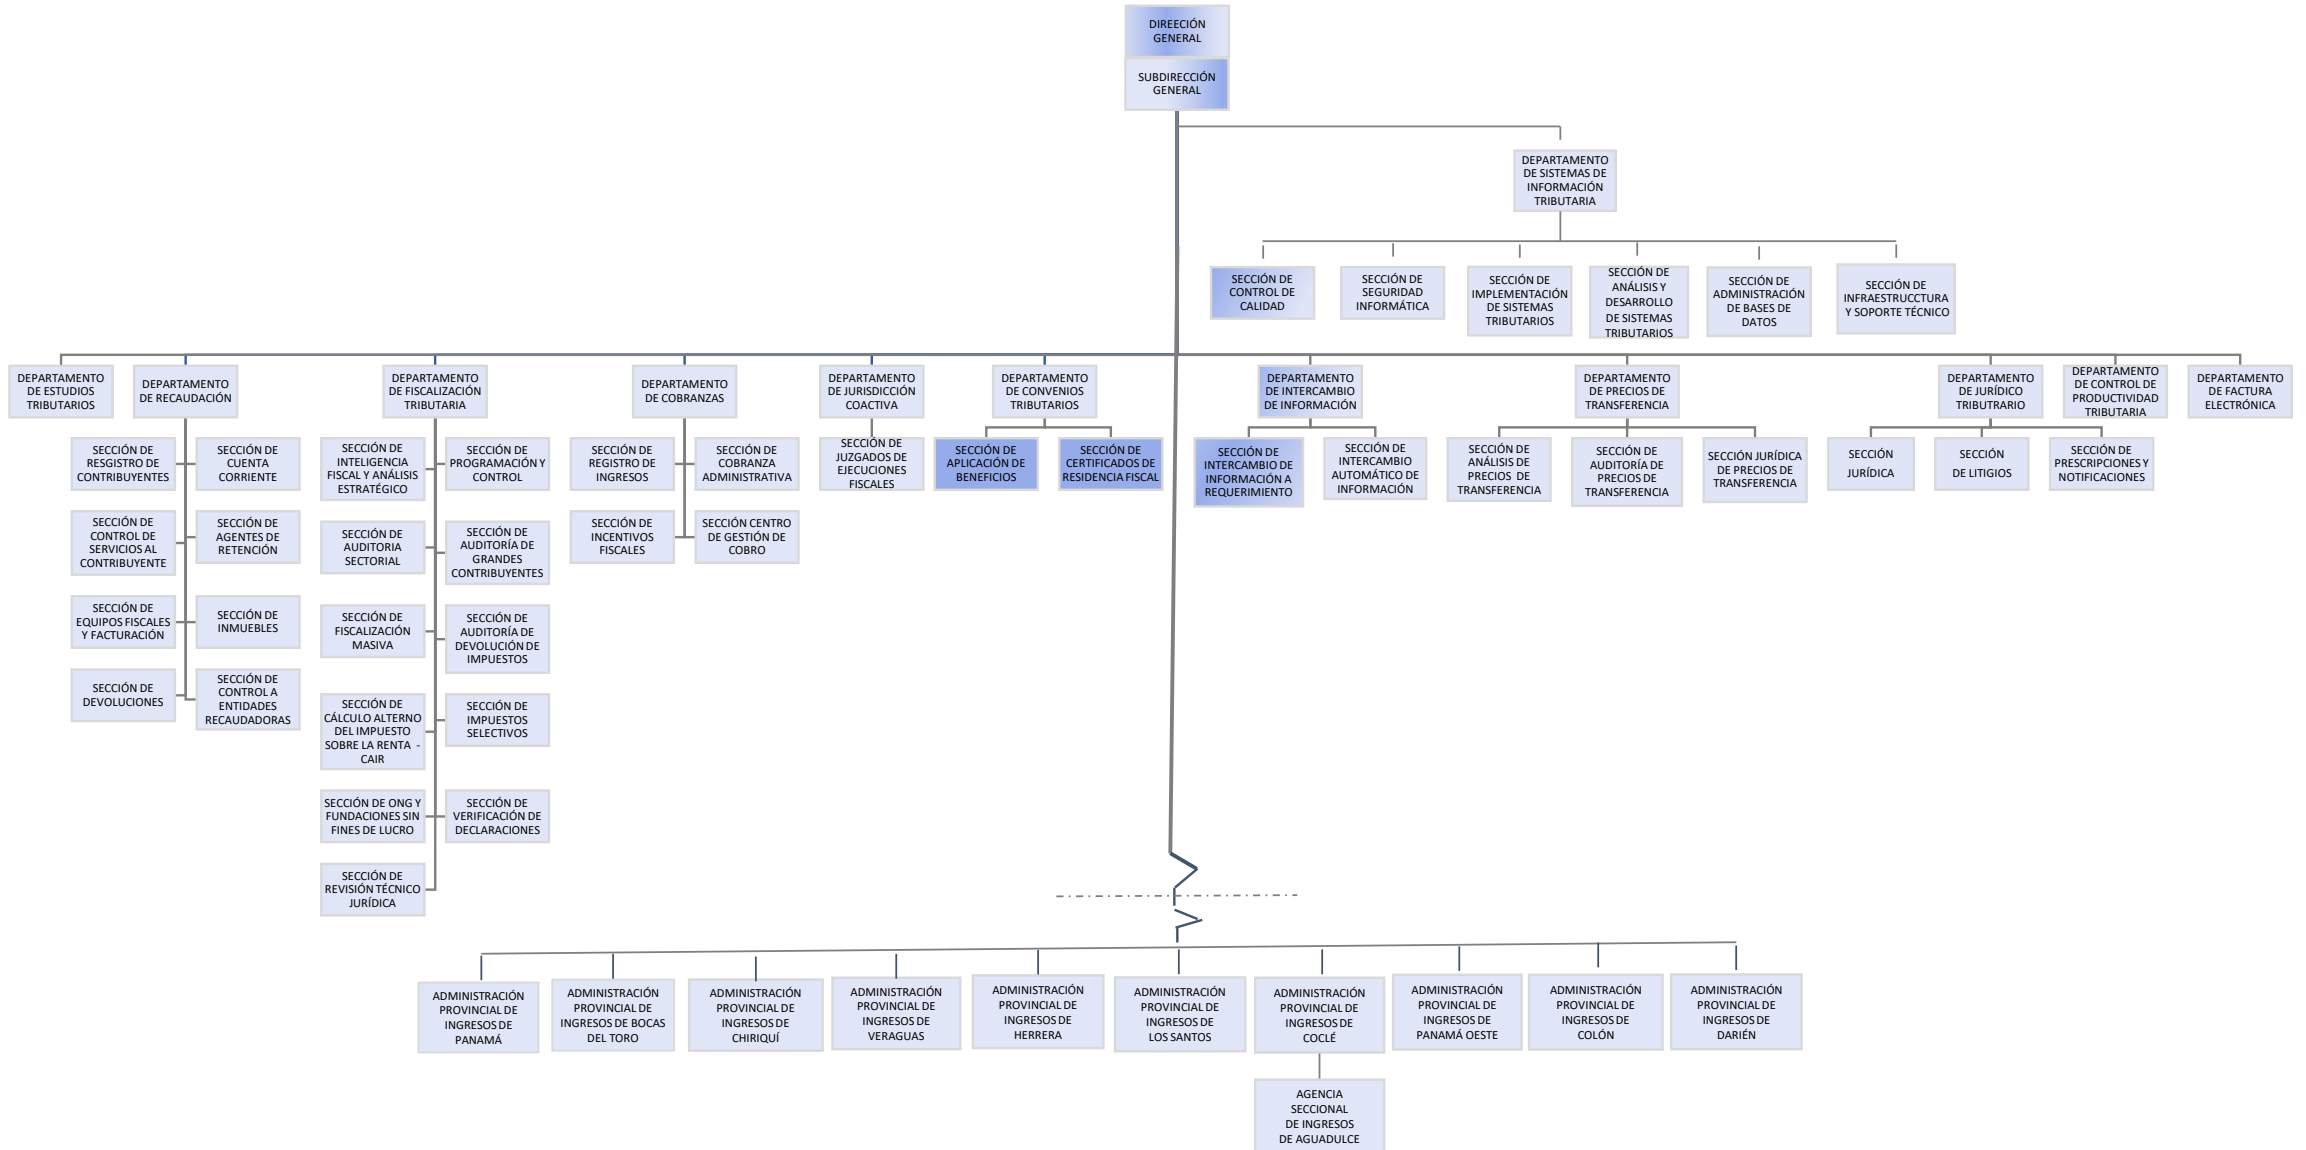 DIREECIÓN
GENERAL
SUBDIRECCIÓN
GENERAL
DEPARTAMENTO
DE SISTEMAS DE
INFORMACIÓN
TRIBUTARIA
SECCIÓN DE
CONTROL DE
CALIDAD
SECCIÓN DE
SEGURIDAD
INFORMÁTICA
SECCIÓN DE
IMPLEMENTACIÓN
DE SISTEMAS
TRIBUTARIOS
SECCIÓN DE
ANÁLISIS Y
DESARROLLO
DE SISTEMAS
TRIBUTARIOS
SECCIÓN DE
ADMINISTRACIÓN
DE BASES DE
DATOS
SECCIÓN DE
INFRAESTRUCCTURA
Y SOPORTE TÉCNICO
DEPARTAMENTO
DE ESTUDIOS
TRIBUTARIOS
DEPARTAMENTO
DE RECAUDACIÓN
DEPARTAMENTO
DE FISCALIZACIÓN
TRIBUTARIA
DEPARTAMENTO
DE COBRANZAS
DEPARTAMENTO
DE JURISDICCIÓN
COACTIVA
DEPARTAMENTO
DE CONVENIOS
TRIBUTARIOS
DEPARTAMENTO
DE INTERCAMBIO
DE INFORMACIÓN
DEPARTAMENTO
DE PRECIOS DE
TRANSFERENCIA
DEPARTAMENTO
DE JURÍDICO
TRIBUTRARIO
DEPARTAMENTO
DE CONTROL DE
PRODUCTIVIDAD
TRIBUTARIA
DEPARTAMENTO
DE FACTURA
ELECTRÓNICA
SECCIÓN DE
RESGISTRO DE
CONTRIBUYENTES
SECCIÓN DE
CUENTA
CORRIENTE
SECCIÓN DE
CONTROL DE
SERVICIOS AL
CONTRIBUYENTE
SECCIÓN DE
AGENTES DE
RETENCIÓN
SECCIÓN DE
EQUIPOS FISCALES
Y FACTURACIÓN
SECCIÓN DE
INMUEBLES
SECCIÓN DE
DEVOLUCIONES
SECCIÓN DE
CONTROL A
ENTIDADES
RECAUDADORAS
SECCIÓN DE
INTELIGENCIA
FISCAL Y ANÁLISIS
ESTRATÉGICO
SECCIÓN DE
PROGRAMACIÓN Y
CONTROL
SECCIÓN DE
AUDITORIA
SECTORIAL
SECCIÓN DE
AUDITORÍA DE
GRANDES
CONTRIBUYENTES
SECCIÓN DE
FISCALIZACIÓN
MASIVA
SECCIÓN DE
AUDITORÍA DE
DEVOLUCIÓN DE
IMPUESTOS
SECCIÓN DE
CÁLCULO ALTERNO
DEL IMPUESTO
SOBRE LA RENTA -
CAIR
SECCIÓN DE
IMPUESTOS
SELECTIVOS
SECCIÓN DE ONG Y
FUNDACIONES SIN
FINES DE LUCRO
SECCIÓN DE
VERIFICACIÓN DE
DECLARACIONES
SECCIÓN DE
REVISIÓN TÉCNICO
JURÍDICA
SECCIÓN DE
REGISTRO DE
INGRESOS
SECCIÓN DE
COBRANZA
ADMINISTRATIVA
SECCIÓN DE
INCENTIVOS
FISCALES
SECCIÓN CENTRO
DE GESTIÓN DE
COBRO
SECCIÓN DE
JUZGADOS DE
EJECUCIONES
FISCALES
SECCIÓN DE
APLICACIÓN DE
BENEFICIOS
SECCIÓN DE
CERTIFICADOS DE
RESIDENCIA FISCAL
SECCIÓN DE
INTERCAMBIO DE
INFORMACIÓN A
REQUERIMIENTO
SECCIÓN DE
INTERCAMBIO
AUTOMÁTICO DE
INFORMACIÓN
SECCIÓN DE
ANÁLISIS DE
PRECIOS DE
TRANSFERENCIA
SECCIÓN DE
AUDITORÍA DE
PRECIOS DE
TRANSFERENCIA
SECCIÓN JURÍDICA
DE PRECIOS DE
TRANSFERENCIA
SECCIÓN
JURÍDICA
SECCIÓN
DE LITIGIOS
SECCIÓN DE
PRESCRIPCIONES Y
NOTIFICACIONES
ADMINISTRACIÓN
PROVINCIAL DE
INGRESOS DE
PANAMÁ
ADMINISTRACIÓN
PROVINCIAL DE
INGRESOS DE BOCAS
DEL TORO
ADMINISTRACIÓN
PROVINCIAL DE
INGRESOS DE
CHIRIQUÍ
ADMINISTRACIÓN
PROVINCIAL DE
INGRESOS DE
VERAGUAS
ADMINISTRACIÓN
PROVINCIAL DE
INGRESOS DE
HERRERA
ADMINISTRACIÓN
PROVINCIAL DE
INGRESOS DE
LOS SANTOS
ADMINISTRACIÓN
PROVINCIAL DE
INGRESOS DE
COCLÉ
ADMINISTRACIÓN
PROVINCIAL DE
INGRESOS DE
PANAMÁ OESTE
ADMINISTRACIÓN
PROVINCIAL DE
INGRESOS DE
COLÓN
ADMINISTRACIÓN
PROVINCIAL DE
INGRESOS DE
DARIÉN
AGENCIA
SECCIONAL
DE INGRESOS
DE AGUADULCE